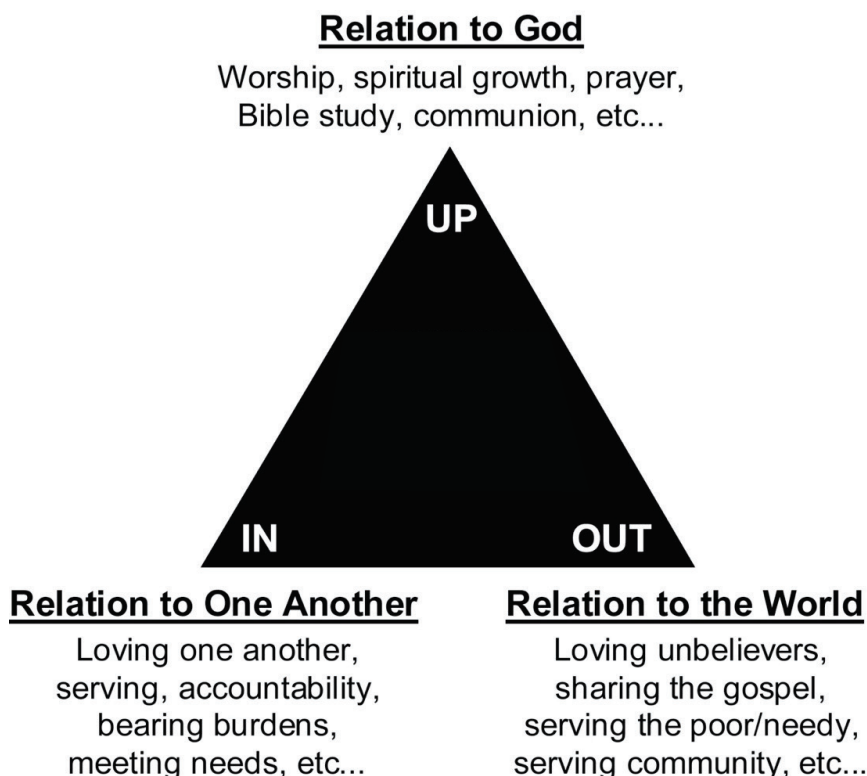 Relation to God
Worship, spiritual growth, prayer,
Bible study, communion, etc...
UP
IN
OUT
Relation to One Another
Loving one another,
serving, accountability,
bearing burdens,
meeting needs, etc...
Relation to the World
Loving unbelievers,
sharing the gospel,
serving the poor/needy,
serving community, etc...